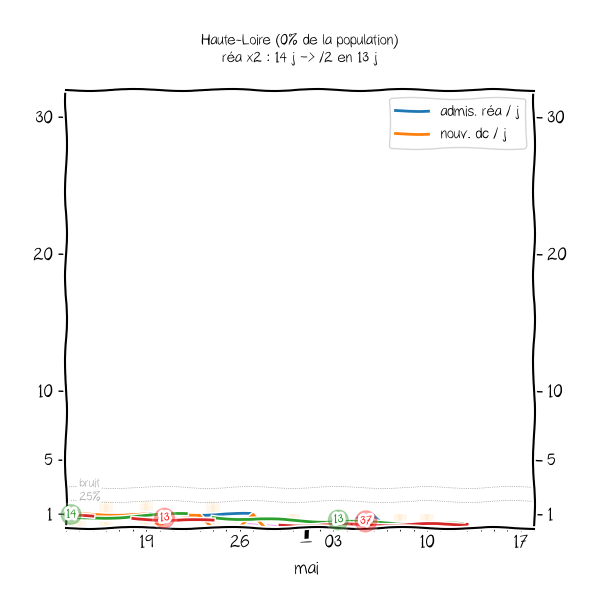 Haute-Loire (0% de la population)
réa x2 : 14 j -> /2 en 13 j
30 30
admis. réa / j
nouv. dc / j
20 20
10 10
5 5
bruit
25%
1 14 13 13 37 1
19 26 1 03 10 17
mai